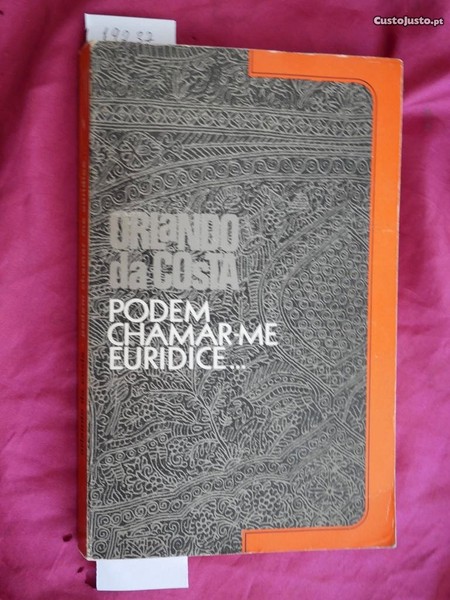 CustoJusto.pt
ORLaNDO
da COsTA
PODEM
CHAMAR-ME
EURIDICE...